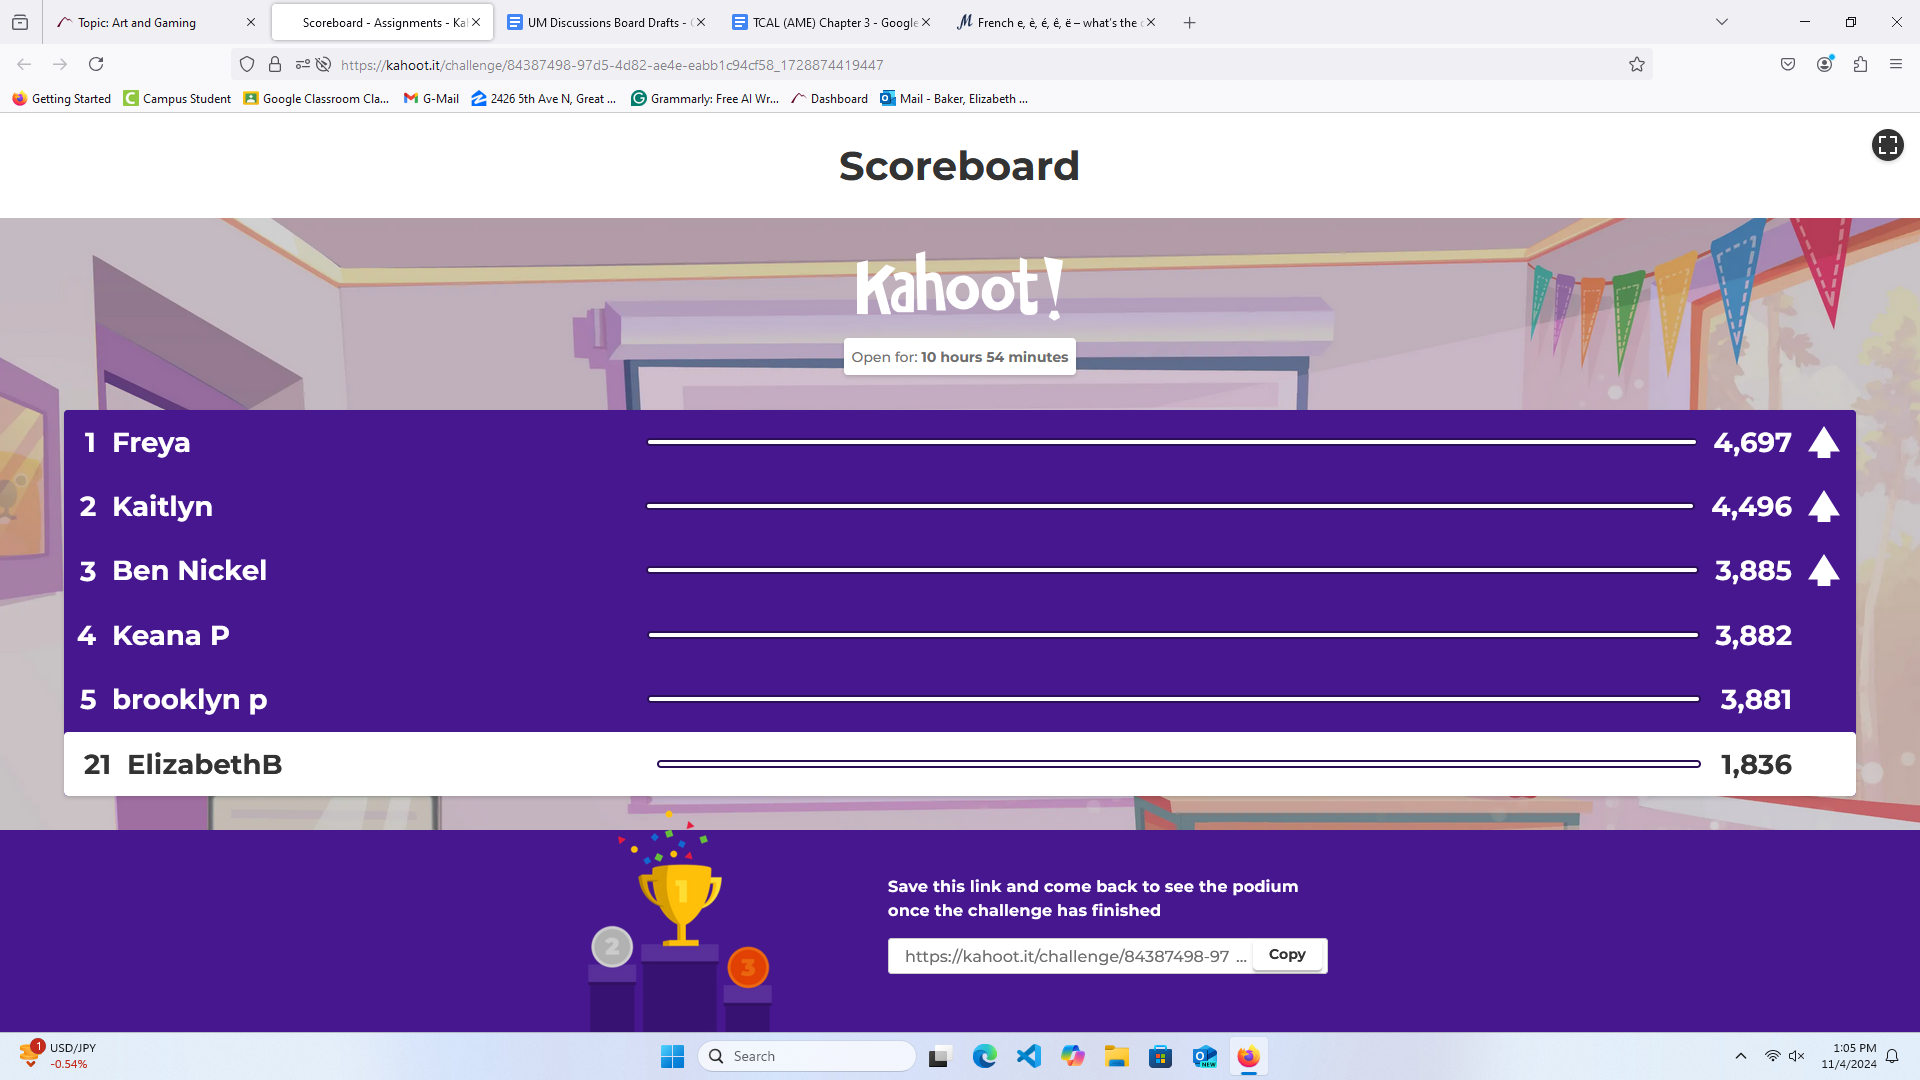 Topic: Art and Gaming
Scoreboard - Assignments - Ka
UM Discussions Board Drafts -
TCAL (AME) Chapter 3 - Google
French e, è, é, ê, ë – what's the
https://kahoot.it/challenge/84387498-97d5-4d82-ae4e-eabb1c94cf58_1728874419447
Getting Started
Campus Student
Google Classroom Cla...
G-Mail
2426 5th Ave N, Great ...
Grammarly: Free AI Wr...
Dashboard
Mail - Baker, Elizabeth ...
Scoreboard
Kahoot!
Open for: 10 hours 54 minutes
1 Freya 4,697
2 Kaitlyn 4,496
3 Ben Nickel 3,885
4 Keana P 3,882
5 brooklyn p 3,881
21 ElizabethB 1,836
1
2
3
Save this link and come back to see the podium
once the challenge has finished
https://kahoot.it/challenge/84387498-97 ... Copy
1
USD/JPY
-0.54%
Search
NEW
1:05 PM
11/4/2024